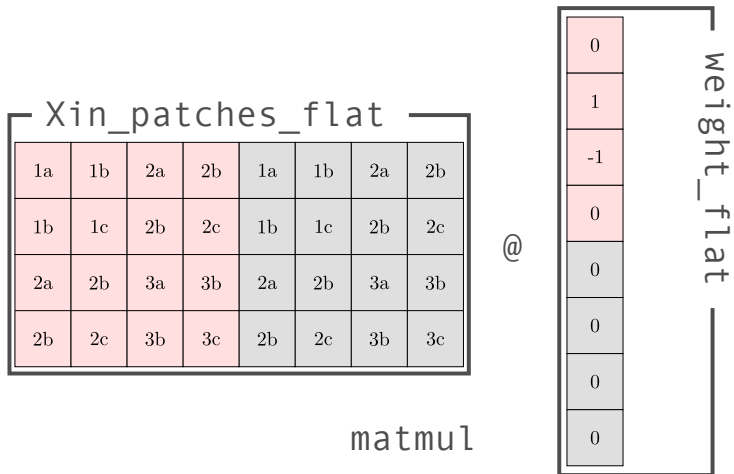 Xin_patches_flat
1a 1b 2a 2b 1a 1b 2a 2b
1b 1c 2b 2c 1b 1c 2b 2c
2a 2b 3a 3b 2a 2b 3a 3b
2b 2c 3b 3c 2b 2c 3b 3c
@
matmul
weight_flat
0
1
-1
0
0
0
0
0